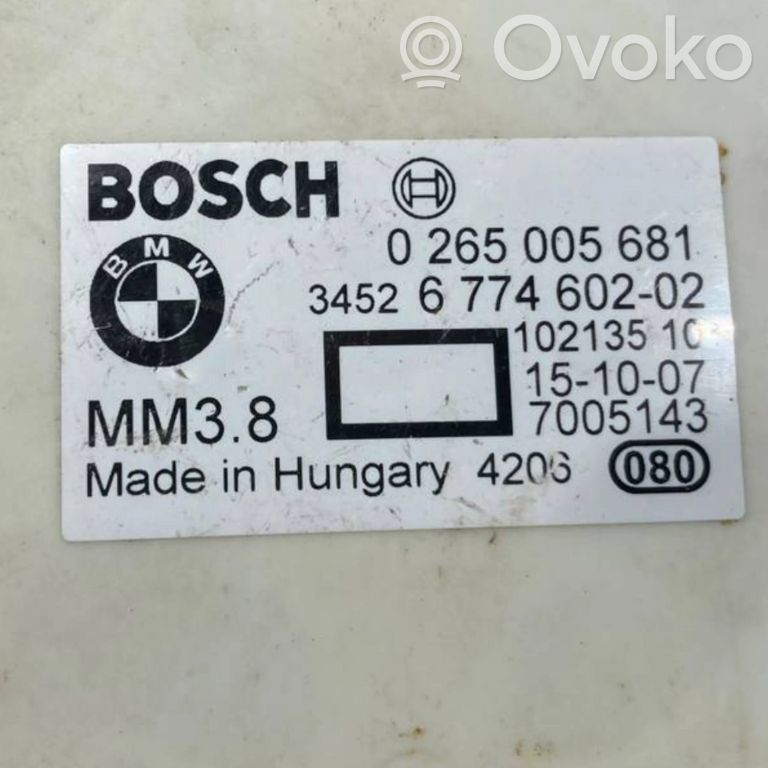 Ovoko
BOSCH
0 265 005 681
BMW
3452 6 774 602-02
102135 10
15-10-07
MM3.8
7005143
Made in Hungary 4206 080